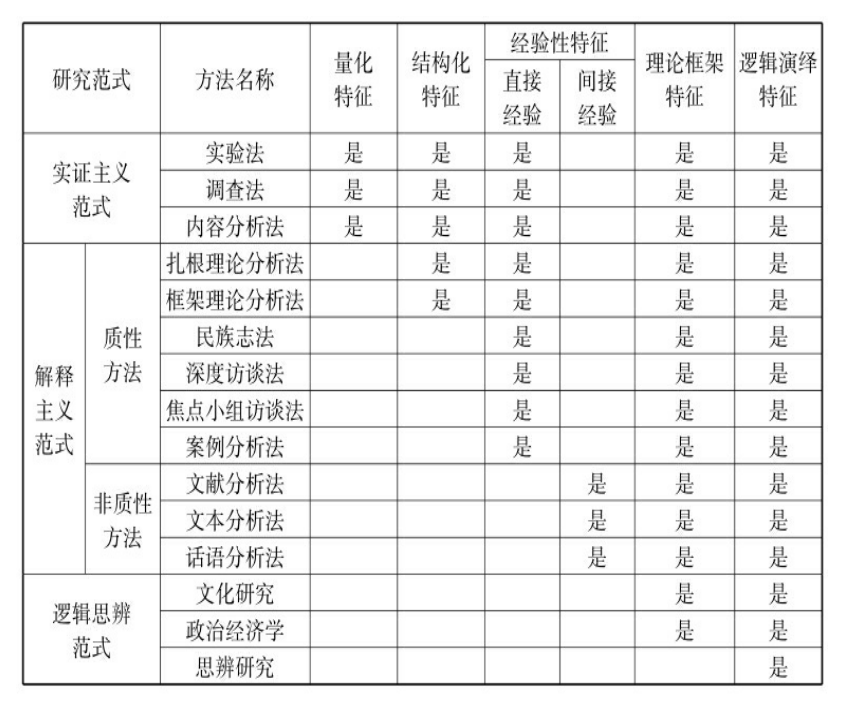 研究范式 方法名称 量化特征 结构化特征 经验性特征 理论框架特征 逻辑演绎特征
直接经验 间接经验
实证主义范式
实验法 是 是 是 是 是
调查法 是 是 是 是 是
内容分析法 是 是 是 是 是
解释主义范式
质性方法
扎根理论分析法 是 是 是 是
框架理论分析法 是 是 是 是
民族志法 是 是 是
深度访谈法 是 是 是
焦点小组访谈法 是 是 是
案例分析法 是 是 是
非质性方法
文献分析法 是 是 是
文本分析法 是 是 是
话语分析法 是 是 是
逻辑思辨范式
文化研究 是 是
政治经济学 是 是
思辨研究 是